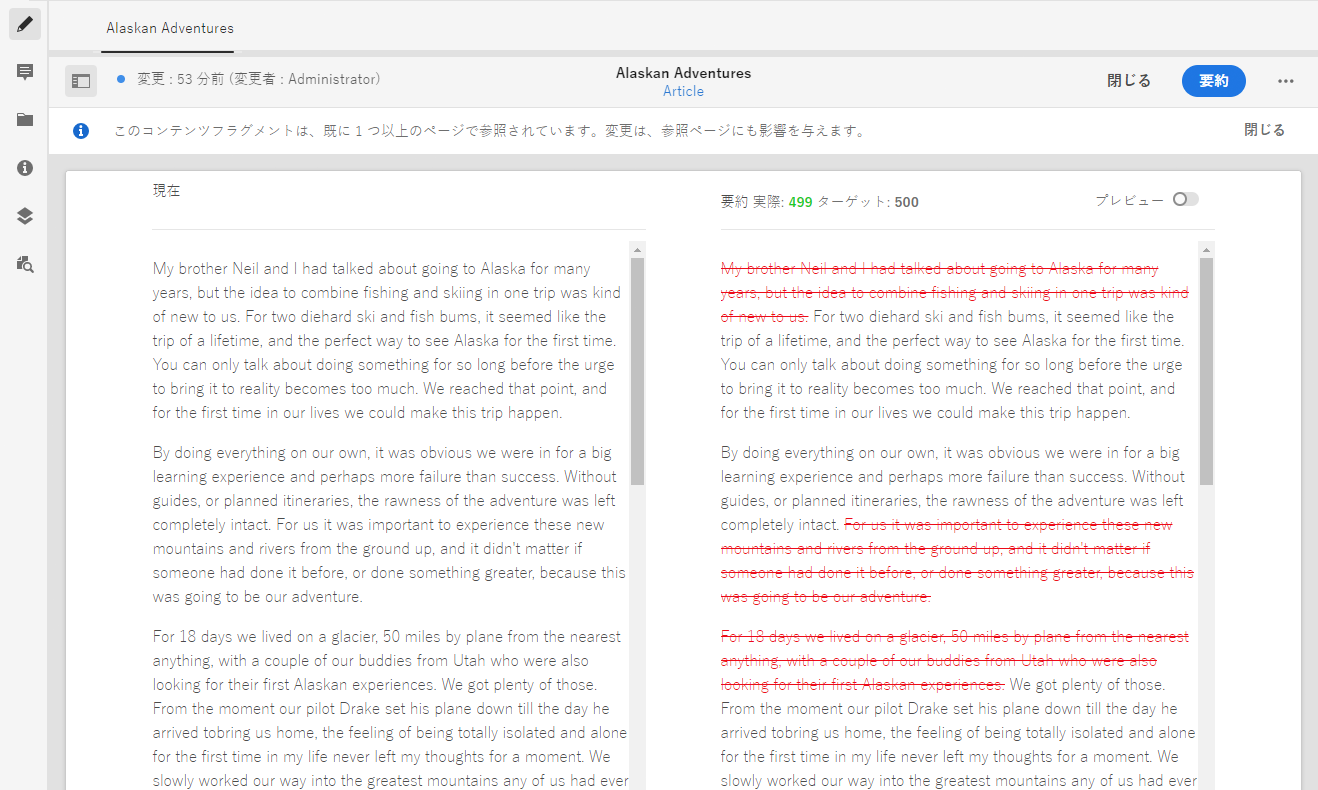 Alaskan Adventures
変更 : 53 分前 (変更者 : Administrator)
Alaskan Adventures
Article
閉じる
要約
このコンテンツフラグメントは、既に 1 つ以上のページで参照されています。変更は、参照ページにも影響を与えます。
閉じる
現在
My brother Neil and I had talked about going to Alaska for many
years, but the idea to combine fishing and skiing in one trip was kind
of new to us. For two diehard ski and fish bums, it seemed like the
trip of a lifetime, and the perfect way to see Alaska for the first time.
You can only talk about doing something for so long before the urge
to bring it to reality becomes too much. We reached that point, and
for the first time in our lives we could make this trip happen.
By doing everything on our own, it was obvious we were in for a big
learning experience and perhaps more failure than success. Without
guides, or planned itineraries, the rawness of the adventure was left
completely intact. For us it was important to experience these new
mountains and rivers from the ground up, and it didn't matter if
someone had done it before, or done something greater, because this
was going to be our adventure.
For 18 days we lived on a glacier, 50 miles by plane from the nearest
anything, with a couple of our buddies from Utah who were also
looking for their first Alaskan experiences. We got plenty of those.
From the moment our pilot Drake set his plane down till the day he
arrived tobring us home, the feeling of being totally isolated and alone
for the first time in my life never left my thoughts for a moment. We
slowly worked our way into the greatest mountains any of us had ever
要約 実際: 499 ターゲット: 500
プレビュー
My brother Neil and I had talked about going to Alaska for many
years, but the idea to combine fishing and skiing in one trip was kind
of new to us. For two diehard ski and fish bums, it seemed like the
trip of a lifetime, and the perfect way to see Alaska for the first time.
You can only talk about doing something for so long before the urge
to bring it to reality becomes too much. We reached that point, and
for the first time in our lives we could make this trip happen.
By doing everything on our own, it was obvious we were in for a big
learning experience and perhaps more failure than success. Without
guides, or planned itineraries, the rawness of the adventure was left
completely intact. For us it was important to experience these new
mountains and rivers from the ground up, and it didn't matter if
someone had done it before, or done something greater, because this
was going to be our adventure.
For 18 days we lived on a glacier, 50 miles by plane from the nearest
anything, with a couple of our buddies from Utah who were also
looking for their first Alaskan experiences. We got plenty of those.
From the moment our pilot Drake set his plane down till the day he
arrived tobring us home, the feeling of being totally isolated and alone
for the first time in my life never left my thoughts for a moment. We
slowly worked our way into the greatest mountains any of us had ever